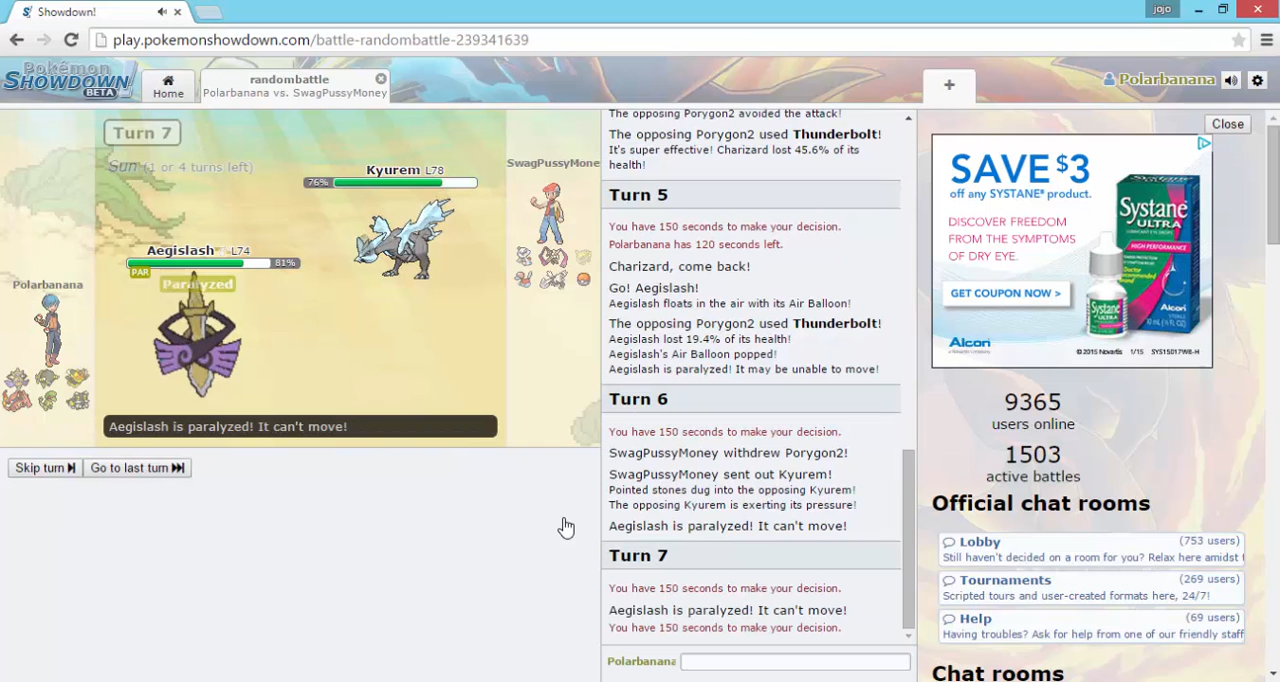 Showdown!
jojo
play.pokemonshowdown.com/battle-randombattle-239341639
Pokémon
SHOWDOWN
BETA
Home
randombattle
Polarbanana vs. SwagPussyMoney
+
Polarbanana
Turn 7
Sun (1 or 4 turns left)
Kyurem L78
76%
SwagPussyMone
Aegislash L74
81%
PAR
Paralyzed
Polarbanana
Aegislash is paralyzed! It can't move!
Skip turn
Go to last turn
The opposing Porygon2 avoided the attack!
The opposing Porygon2 used Thunderbolt!
It's super effective! Charizard lost 45.6% of its
health!
Turn 5
You have 150 seconds to make your decision.
Polarbanana has 120 seconds left.
Charizard, come back!
Go! Aegislash!
Aegislash floats in the air with its Air Balloon!
The opposing Porygon2 used Thunderbolt!
Aegislash lost 19.4% of its health!
Aegislash's Air Balloon popped!
Aegislash is paralyzed! It may be unable to move!
Turn 6
You have 150 seconds to make your decision.
SwagPussyMoney withdrew Porygon2!
SwagPussyMoney sent out Kyurem!
Pointed stones dug into the opposing Kyurem!
The opposing Kyurem is exerting its pressure!
Aegislash is paralyzed! It can't move!
Turn 7
You have 150 seconds to make your decision.
Aegislash is paralyzed! It can't move!
You have 150 seconds to make your decision.
Polarbanana
Close
SAVE $3
off any SYSTANE® product.
DISCOVER FREEDOM
FROM THE SYMPTOMS
OF DRY EYE.
GET COUPON NOW >
Alcon
Systane
ULTRA
HIGH PERFORMANCE
Systane
ULTRA
Alcon
© 2015 Novartis 1/15 SYS15017WB-H
9365
users online
1503
active battles
Official chat rooms
Lobby (753 users)
Still haven't decided on a room for you? Relax here amidst t
Tournaments (269 users)
Scripted tours and user-created formats here, 24/7!
Help (69 users)
Having troubles? Ask for help from one of our friendly staff
Chat rooms